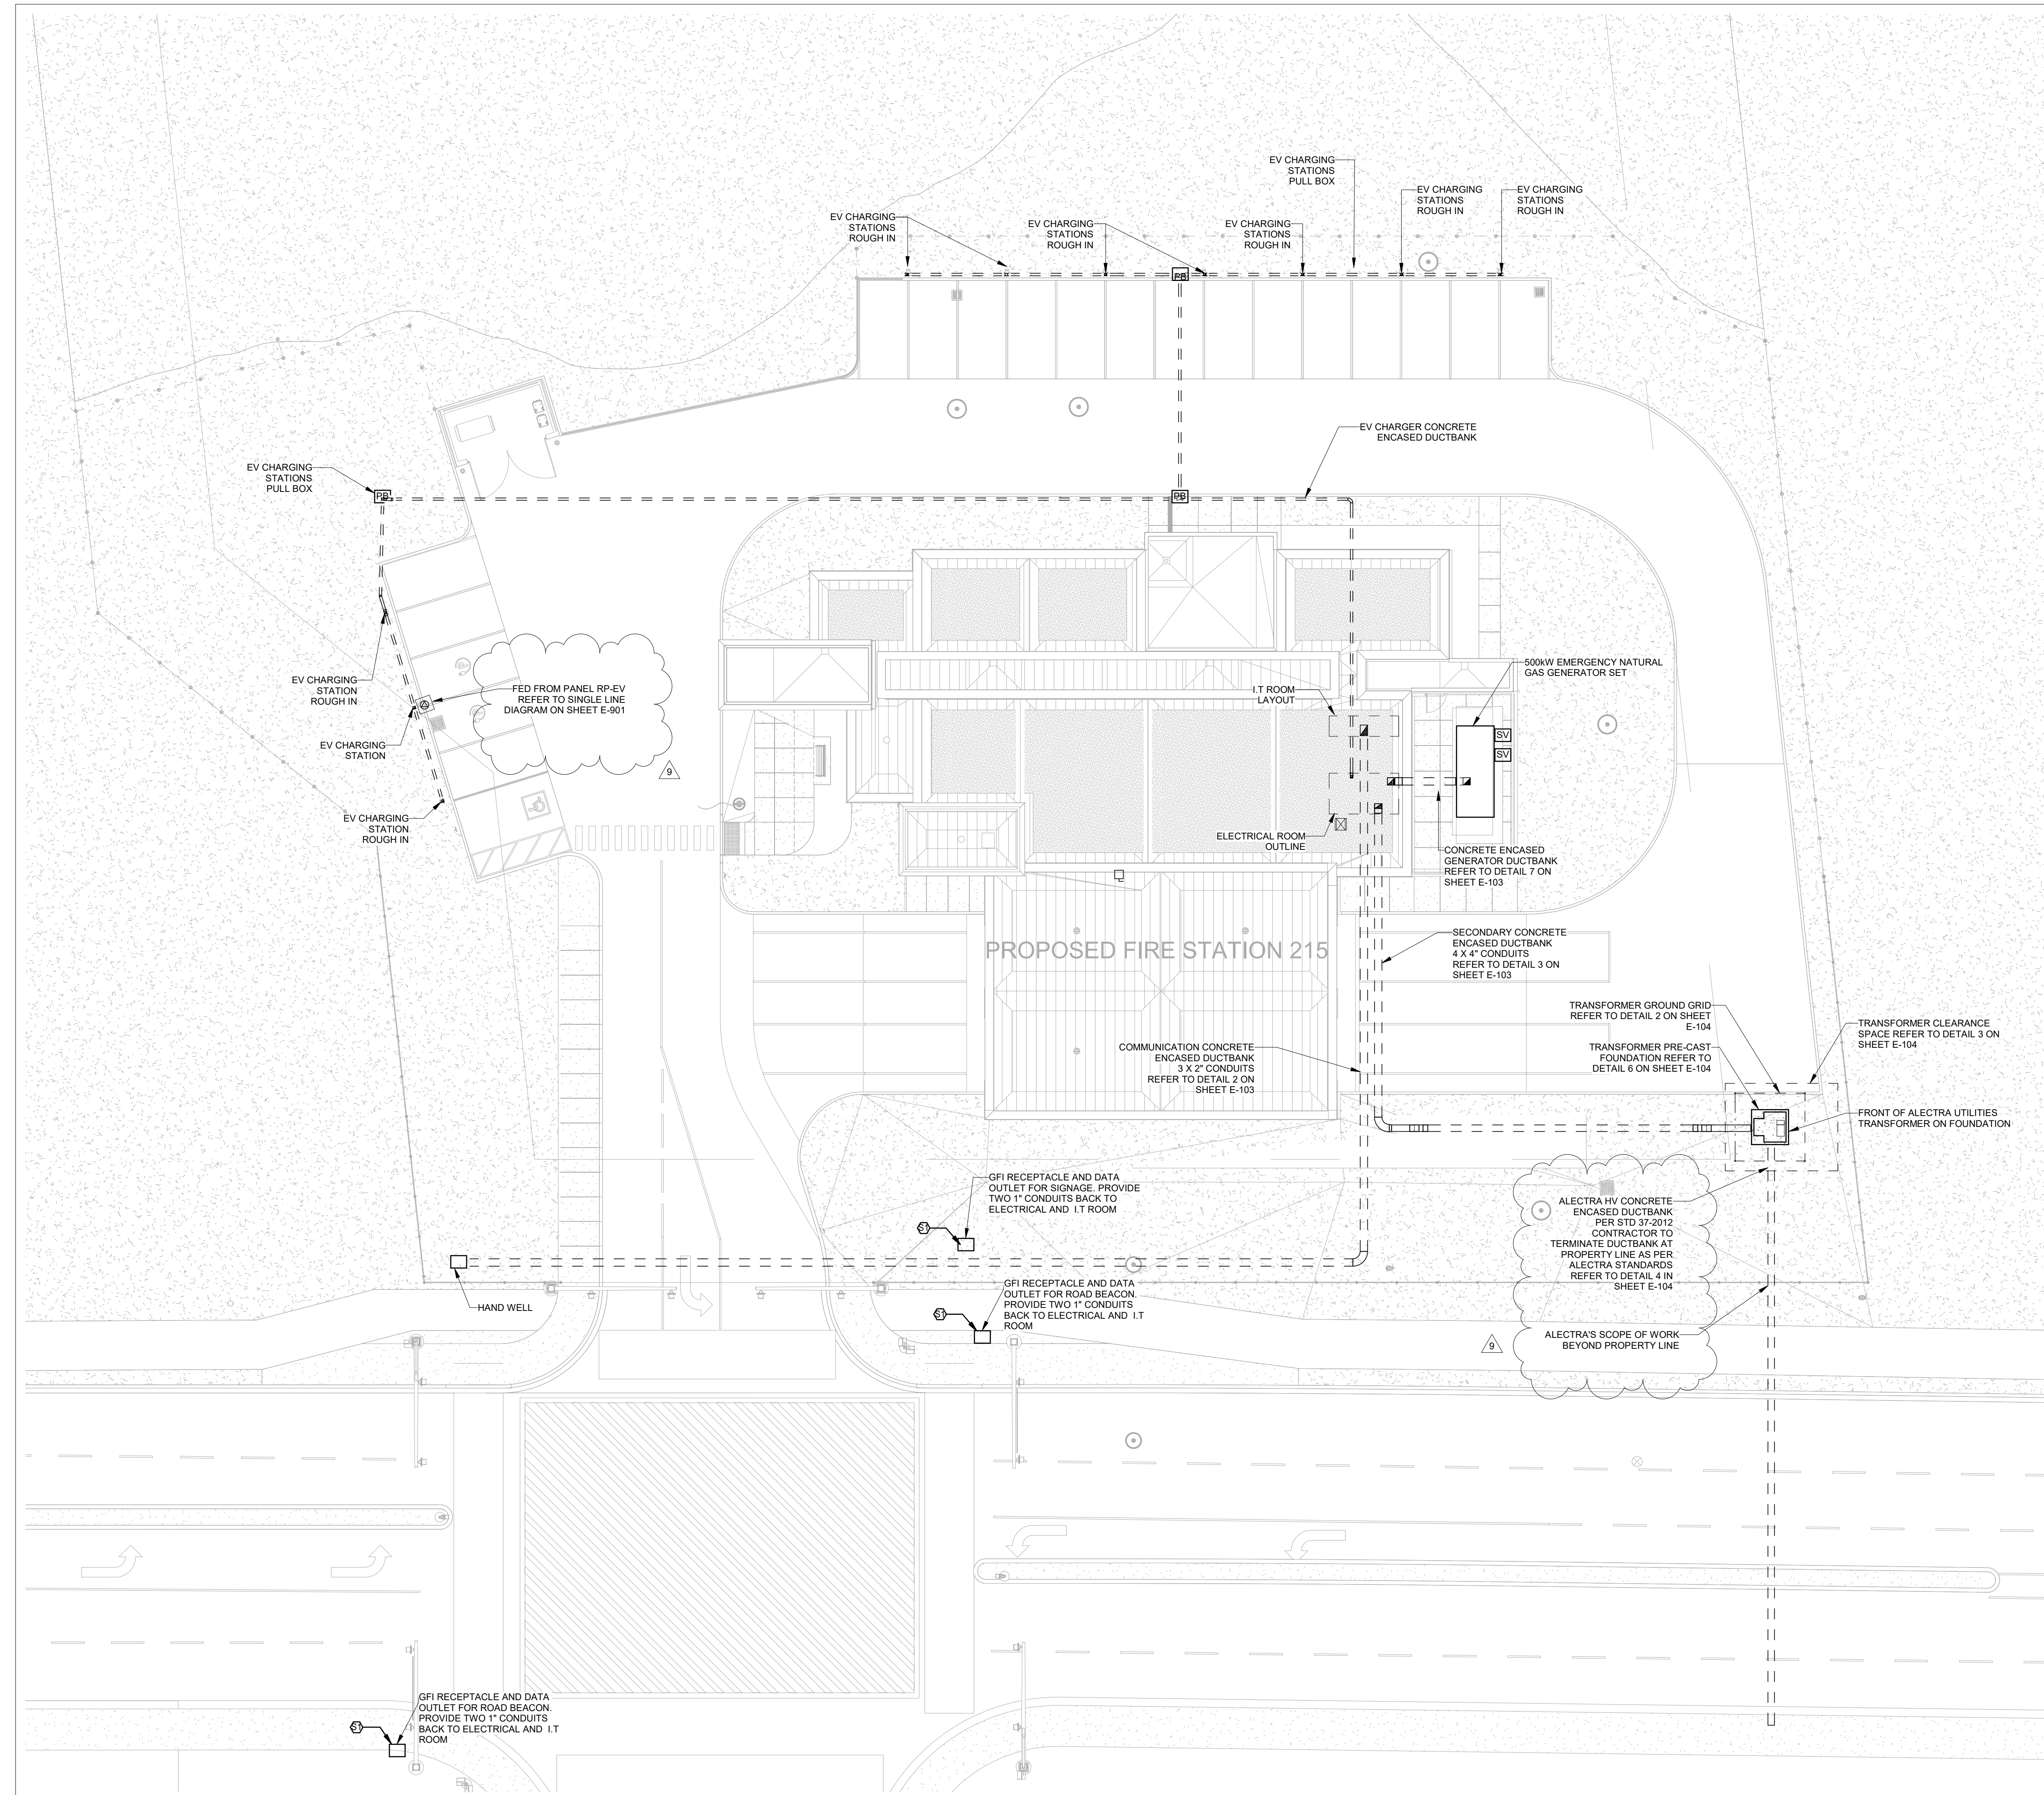 EV CHARGING
STATIONS
PULL BOX
EV CHARGING
STATIONS
ROUGH IN
EV CHARGING
STATIONS
ROUGH IN
EV CHARGING
STATIONS
ROUGH IN
EV CHARGING
STATIONS
ROUGH IN
EV CHARGING
STATIONS
ROUGH IN
PB
EV CHARGER CONCRETE
ENCASED DUCTBANK
EV CHARGING
STATIONS
PULL BOX
PB
PB
500kW EMERGENCY NATURAL
GAS GENERATOR SET
EV CHARGING
STATION
ROUGH IN
FED FROM PANEL RP-EV
REFER TO SINGLE LINE
DIAGRAM ON SHEET E-901
I.T ROOM
LAYOUT
SV
SV
EV CHARGING
STATION
9
EV CHARGING
STATION
ROUGH IN
ELECTRICAL ROOM
OUTLINE
CONCRETE ENCASED
GENERATOR DUCTBANK
REFER TO DETAIL 7 ON
SHEET E-103
PROPOSED FIRE STATION 215
SECONDARY CONCRETE
ENCASED DUCTBANK
4 X 4" CONDUITS
REFER TO DETAIL 3 ON
SHEET E-103
TRANSFORMER GROUND GRID
REFER TO DETAIL 2 ON SHEET
E-104
TRANSFORMER CLEARANCE
SPACE REFER TO DETAIL 3 ON
SHEET E-104
COMMUNICATION CONCRETE
ENCASED DUCTBANK
3 X 2" CONDUITS
REFER TO DETAIL 2 ON
SHEET E-103
TRANSFORMER PRE-CAST
FOUNDATION REFER TO
DETAIL 6 ON SHEET E-104
FRONT OF ALECTRA UTILITIES
TRANSFORMER ON FOUNDATION
GFI RECEPTACLE AND DATA
OUTLET FOR SIGNAGE. PROVIDE
TWO 1" CONDUITS BACK TO
ELECTRICAL AND I.T ROOM
S1
ALECTRA HV CONCRETE
ENCASED DUCTBANK
PER STD 37-2012
CONTRACTOR TO
TERMINATE DUCTBANK AT
PROPERTY LINE AS PER
ALECTRA STANDARDS
REFER TO DETAIL 4 IN
SHEET E-104
HAND WELL
GFI RECEPTACLE AND DATA
OUTLET FOR ROAD BEACON.
PROVIDE TWO 1" CONDUITS
BACK TO ELECTRICAL AND I.T
ROOM
S1
ALECTRA'S SCOPE OF WORK
BEYOND PROPERTY LINE
9
GFI RECEPTACLE AND DATA
OUTLET FOR ROAD BEACON.
PROVIDE TWO 1" CONDUITS
BACK TO ELECTRICAL AND I.T
ROOM
S1